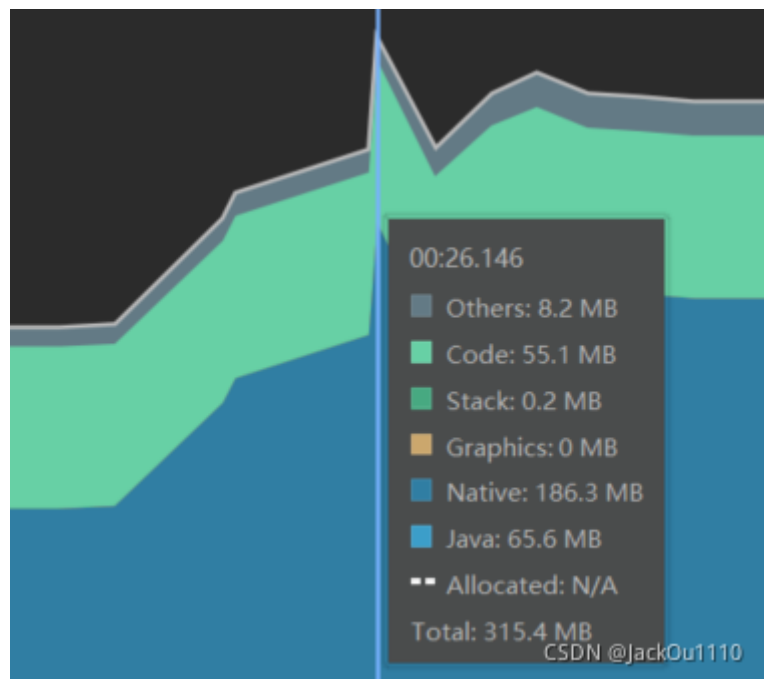 00:26.146
Others: 8.2 MB
Code: 55.1 MB
Stack: 0.2 MB
Graphics: 0 MB
Native: 186.3 MB
Java: 65.6 MB
Allocated: N/A
Total: 315.4 MB
CSDN @JackOu1110